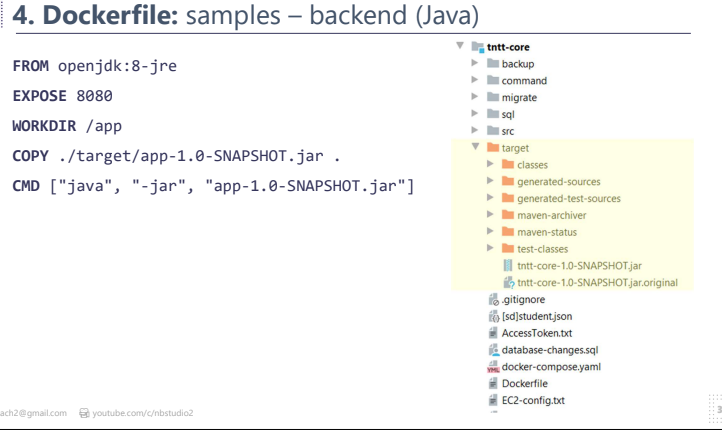 4. Dockerfile: samples – backend (Java)
FROM openjdk:8-jre
EXPOSE 8080
WORKDIR /app
COPY ./target/app-1.0-SNAPSHOT.jar .
CMD ["java", "-jar", "app-1.0-SNAPSHOT.jar"]
tntt-core
backup
command
migrate
sql
src
target
classes
generated-sources
generated-test-sources
maven-archiver
maven-status
test-classes
tntt-core-1.0-SNAPSHOT.jar
tntt-core-1.0-SNAPSHOT.jar.original
.gitignore
[sd]student.json
AccessToken.txt
database-changes.sql
docker-compose.yaml
Dockerfile
EC2-config.txt
ach2@gmail.com youtube.com/c/nbstudio2
3